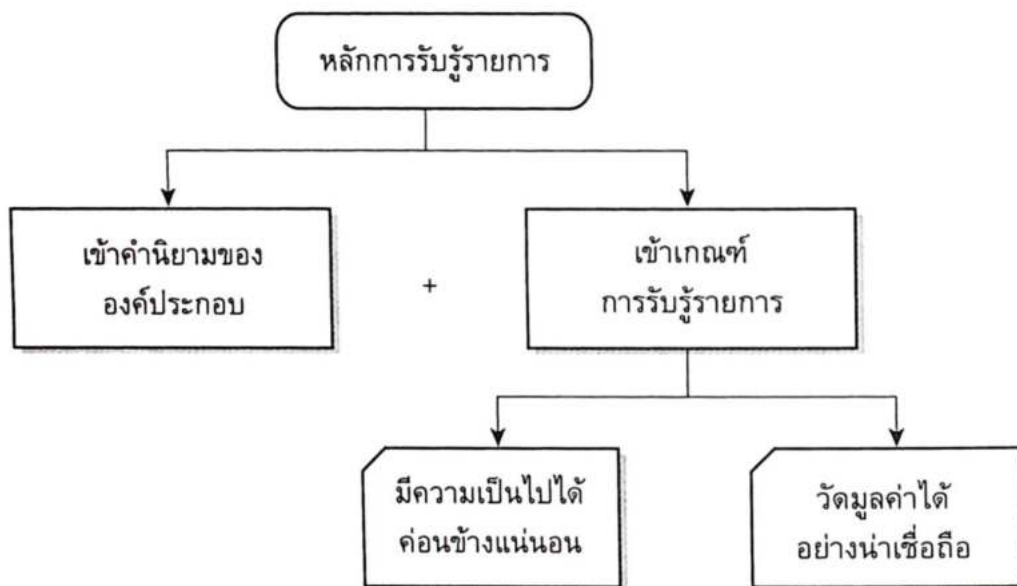 หลักการรับรู้รายการ
เข้าคำนิยามของ
องค์ประกอบ
+
เข้าเกณฑ์
การรับรู้รายการ
มีความเป็นไปได้
ค่อนข้างแน่นอน
วัดมูลค่าได้
อย่างน่าเชื่อถือ